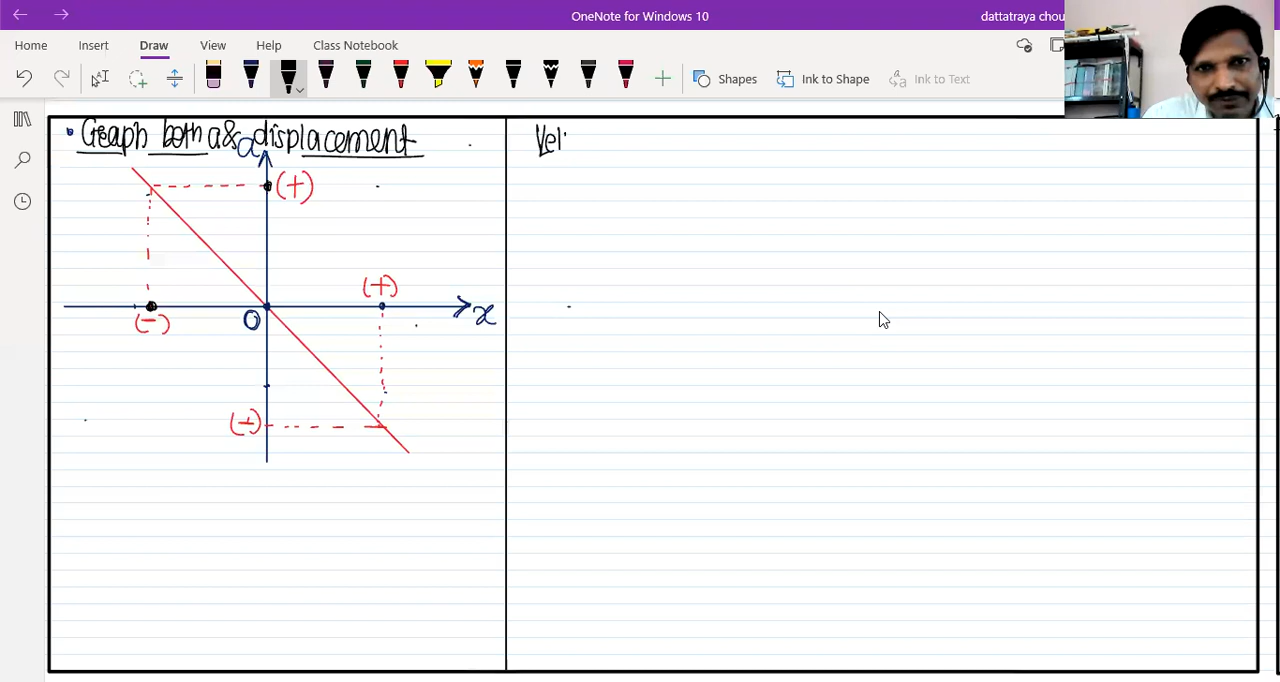 OneNote for Windows 10
dattatraya chou
Home Insert Draw View Help Class Notebook
Shapes Ink to Shape Ink to Text
Graph both a & displacement
Vel
a
(+)
(+)
x
(-)
O
(+)